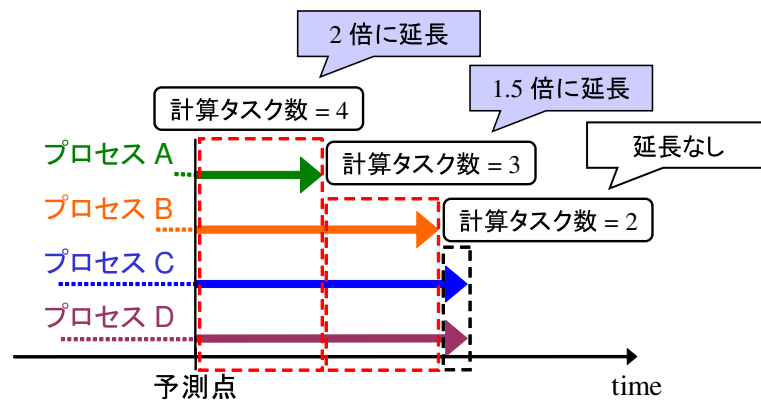 2 倍に延長
1.5 倍に延長
計算タスク数 = 4
延長なし
プロセス A
計算タスク数 = 3
プロセス B
計算タスク数 = 2
プロセス C
プロセス D
予測点
time